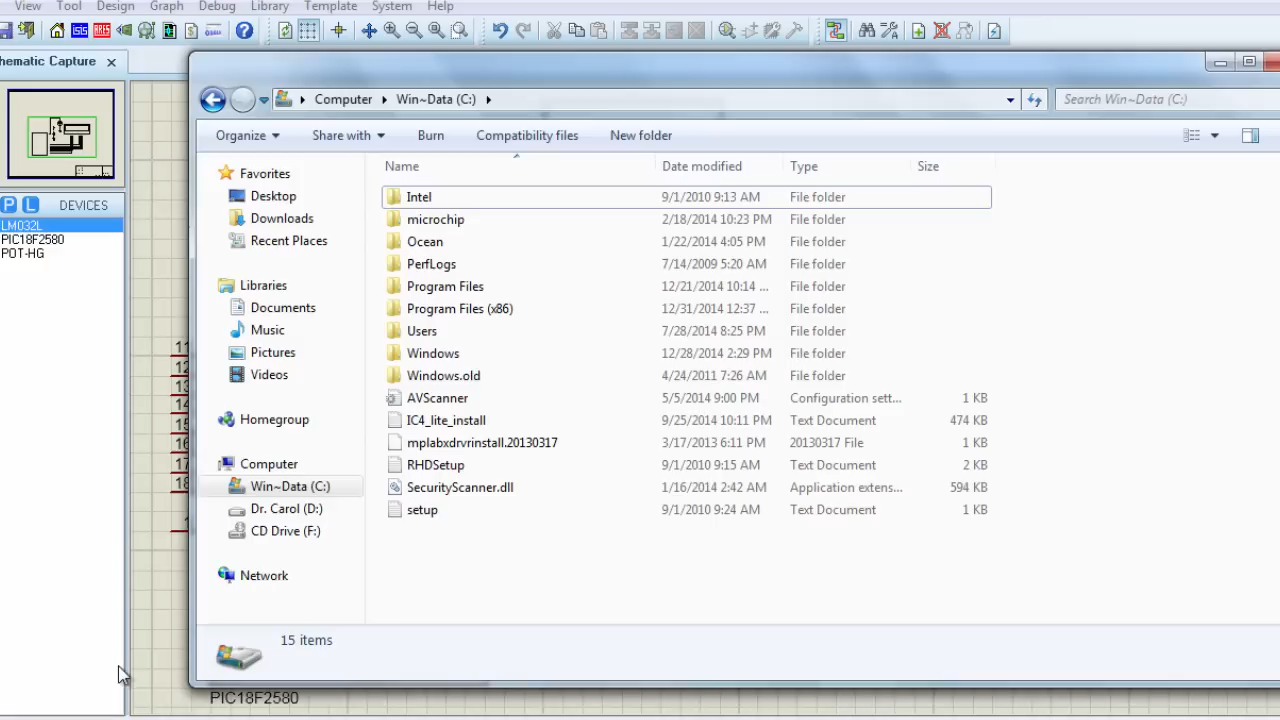 View Tool Design Graph Debug Library Template System Help
hematic Capture
Computer Win~Data (C:) Search Win~Data (C:)
Organize Share with Burn Compatibility files New folder
P L DEVICES
LM032L
PIC18F2580
POT-HG
Favorites
Desktop
Downloads
Recent Places
Libraries
Documents
Music
Pictures
Videos
Homegroup
Computer
Win~Data (C:)
Dr. Carol (D:)
CD Drive (F:)
Network
Name Date modified Type Size
Intel 9/1/2010 9:13 AM File folder
microchip 2/18/2014 10:23 PM File folder
Ocean 1/22/2014 4:05 PM File folder
PerfLogs 7/14/2009 5:20 AM File folder
Program Files 12/21/2014 10:14 ... File folder
Program Files (x86) 12/31/2014 12:37 ... File folder
Users 7/28/2014 8:25 PM File folder
Windows 12/28/2014 2:29 PM File folder
Windows.old 4/24/2011 7:26 AM File folder
AVScanner 5/5/2014 9:00 PM Configuration sett... 1 KB
IC4_lite_install 9/25/2014 10:11 PM Text Document 474 KB
mplabxdrvrinstall.20130317 3/17/2013 6:11 PM 20130317 File 1 KB
RHDSetup 9/1/2010 9:15 AM Text Document 2 KB
SecurityScanner.dll 1/16/2014 2:42 AM Application extens... 594 KB
setup 9/1/2010 9:24 AM Text Document 1 KB
11
12
13
14
15
16
17
18
1
15 items
PIC18F2580